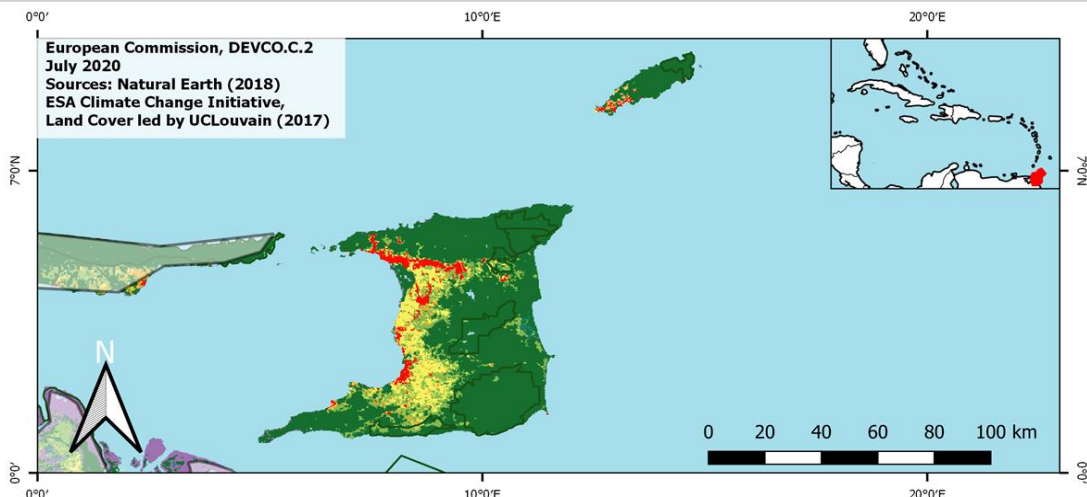 0°0′ 10°0′E 20°0′E
European Commission, DEVCO.C.2
July 2020
Sources: Natural Earth (2018)
ESA Climate Change Initiative,
Land Cover led by UCLouvain (2017)
7°0′N 7°0′N
N
0 20 40 60 80 100 km
0°0′ 0°0′
0°0′ 10°0′E 20°0′E